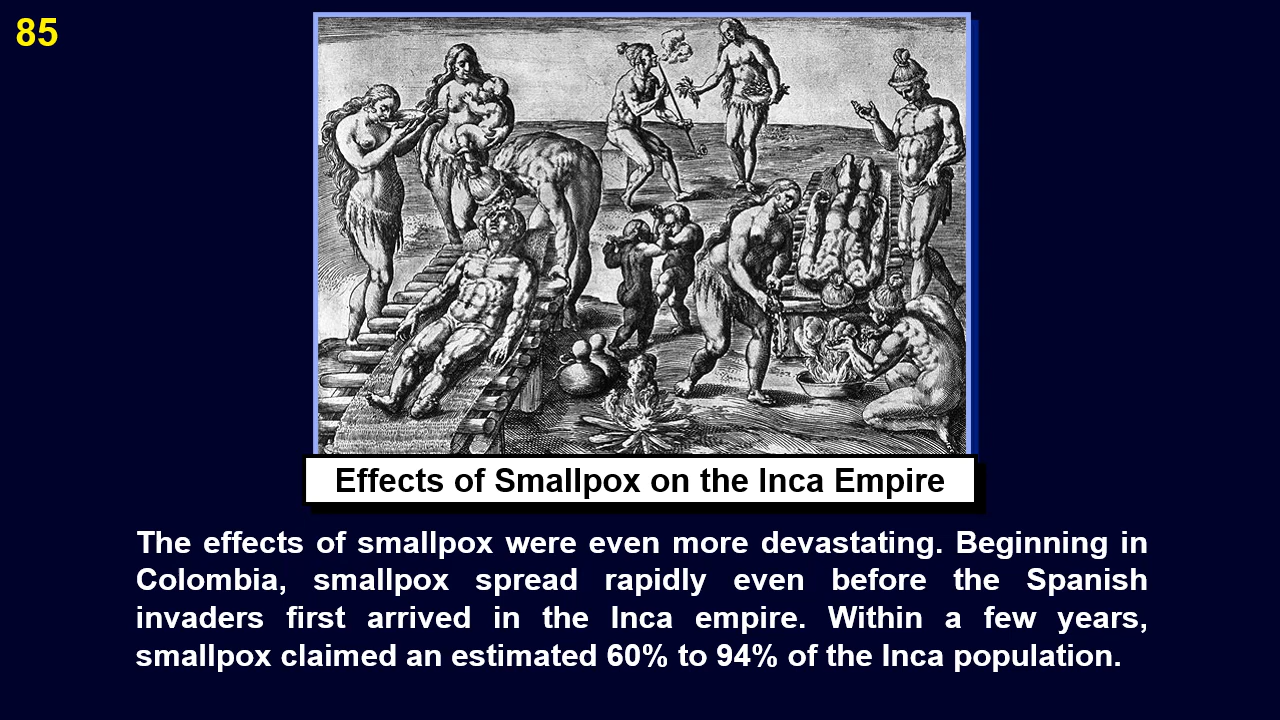 85
Effects of Smallpox on the Inca Empire
The effects of smallpox were even more devastating. Beginning in
Colombia, smallpox spread rapidly even before the Spanish
invaders first arrived in the Inca empire. Within a few years,
smallpox claimed an estimated 60% to 94% of the Inca population.